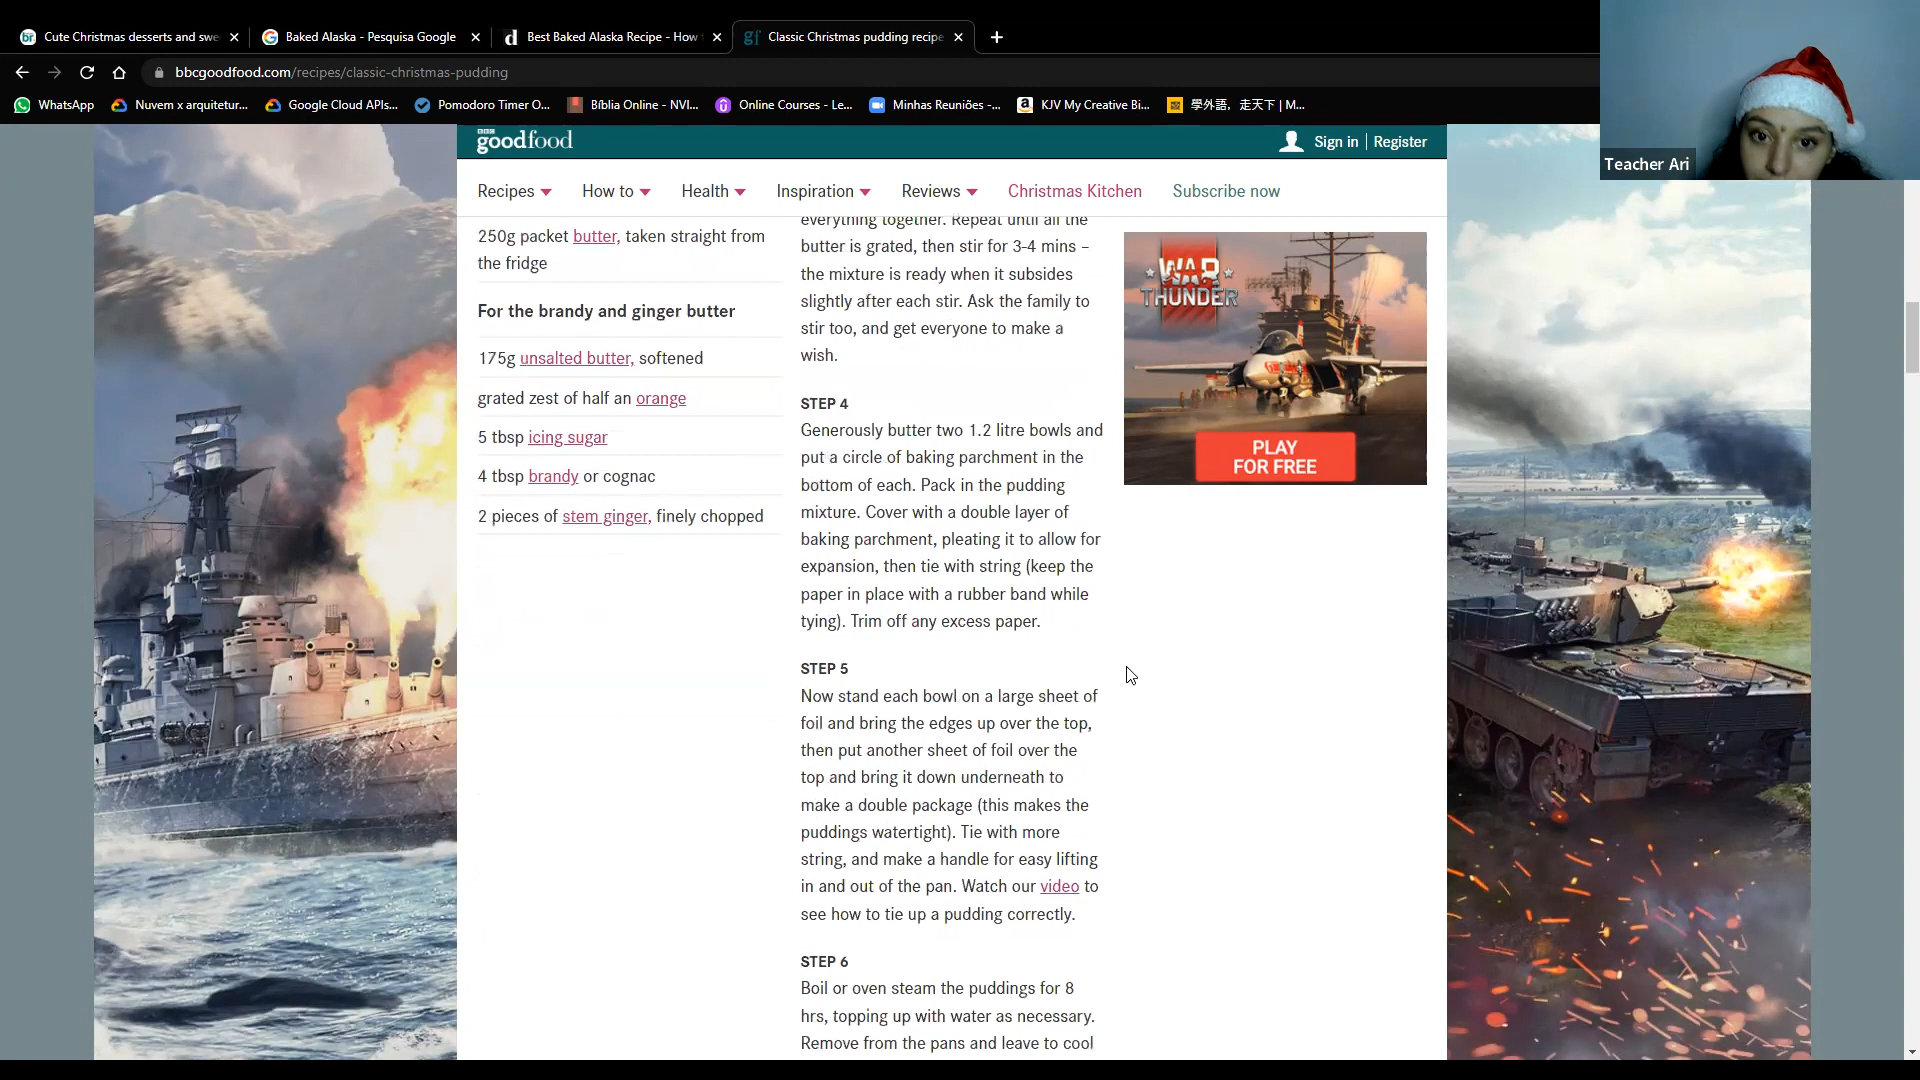 Cute Christmas desserts and swe
Baked Alaska - Pesquisa Google
Best Baked Alaska Recipe - How
Classic Christmas pudding recipe
bbcgoodfood.com/recipes/classic-christmas-pudding
WhatsApp
Nuvem x arquitetur...
Google Cloud APIs...
Pomodoro Timer O...
Bíblia Online - NVI...
Online Courses - Le...
Minhas Reuniões -...
KJV My Creative Bi...
學外語，走天下 | M...
Teacher Ari
BBC
goodfood
Sign in | Register
Recipes
How to
Health
Inspiration
Reviews
Christmas Kitchen
Subscribe now
250g packet butter, taken straight from
the fridge
For the brandy and ginger butter
175g unsalted butter, softened
grated zest of half an orange
5 tbsp icing sugar
4 tbsp brandy or cognac
2 pieces of stem ginger, finely chopped
everything together. Repeat until all the
butter is grated, then stir for 3-4 mins –
the mixture is ready when it subsides
slightly after each stir. Ask the family to
stir too, and get everyone to make a
wish.
STEP 4
Generously butter two 1.2 litre bowls and
put a circle of baking parchment in the
bottom of each. Pack in the pudding
mixture. Cover with a double layer of
baking parchment, pleating it to allow for
expansion, then tie with string (keep the
paper in place with a rubber band while
tying). Trim off any excess paper.
STEP 5
Now stand each bowl on a large sheet of
foil and bring the edges up over the top,
then put another sheet of foil over the
top and bring it down underneath to
make a double package (this makes the
puddings watertight). Tie with more
string, and make a handle for easy lifting
in and out of the pan. Watch our video to
see how to tie up a pudding correctly.
STEP 6
Boil or oven steam the puddings for 8
hrs, topping up with water as necessary.
Remove from the pans and leave to cool
WAR
THUNDER
PLAY
FOR FREE